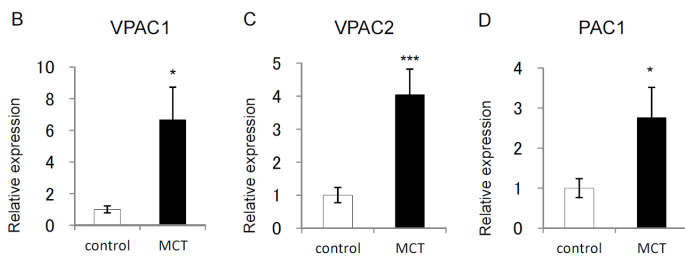 B
VPAC1
Relative expression
10
8
6
4
2
0
*
control
MCT
C
VPAC2
Relative expression
5
4
3
2
1
0
***
control
MCT
D
PAC1
Relative expression
4
3
2
1
0
*
control
MCT